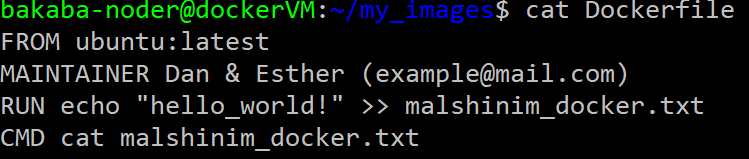 bakaba-noder@dockerVM:~/my_images$ cat Dockerfile
FROM ubuntu:latest
MAINTAINER Dan & Esther (example@mail.com)
RUN echo "hello_world!" >> malshinim_docker.txt
CMD cat malshinim_docker.txt